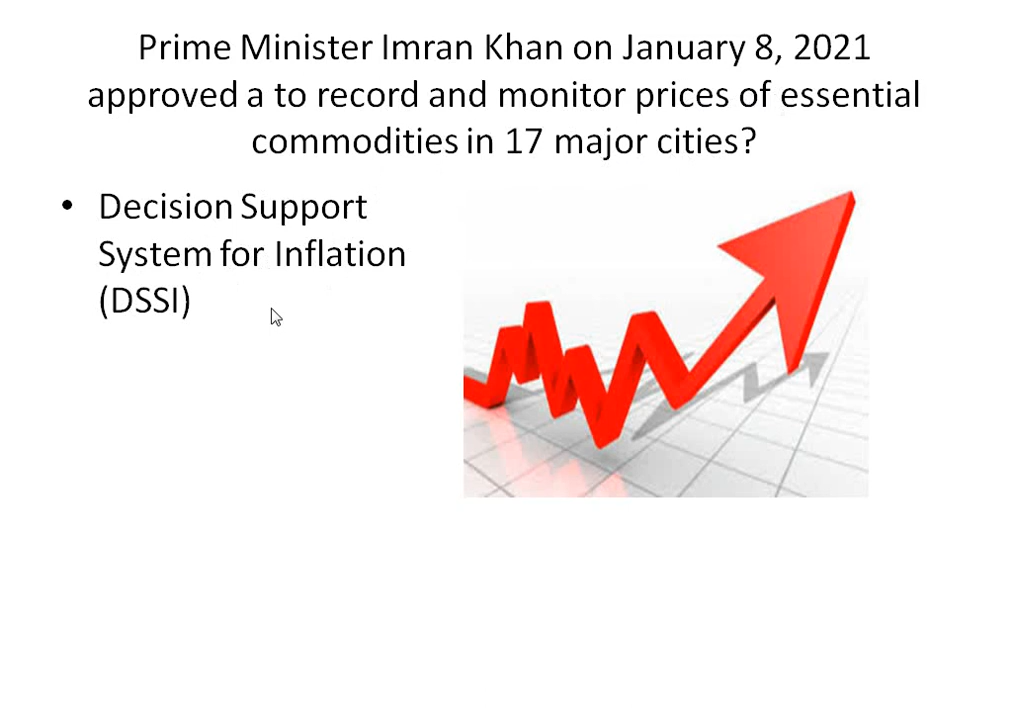 Prime Minister Imran Khan on January 8, 2021
approved a to record and monitor prices of essential
commodities in 17 major cities?
• Decision Support
System for Inflation
(DSSI)